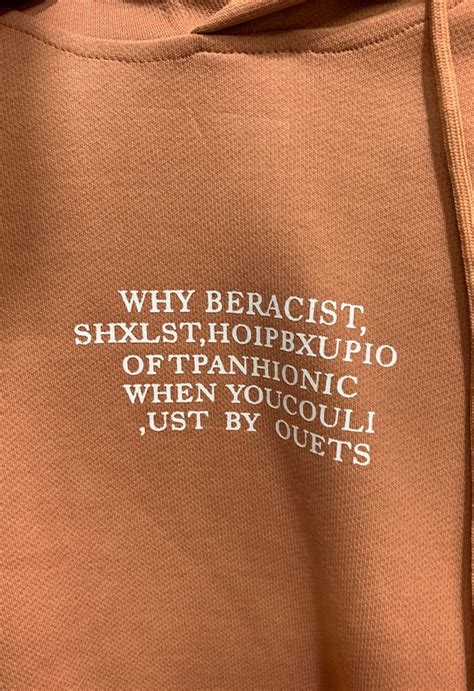 WHY BERACIST,
SHXLST,HOIPBXUPIO
OFTPANHIONIC
WHEN YOUCOULI
,UST BY OUETS